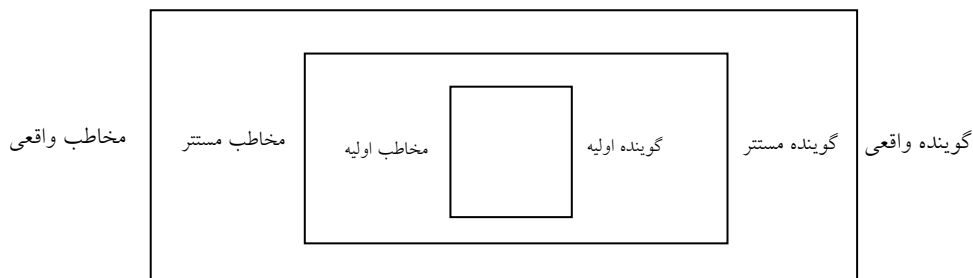 گوینده واقعی
گوینده مستتر
گوینده اولیه
مخاطب اولیه
مخاطب مستتر
مخاطب واقعی